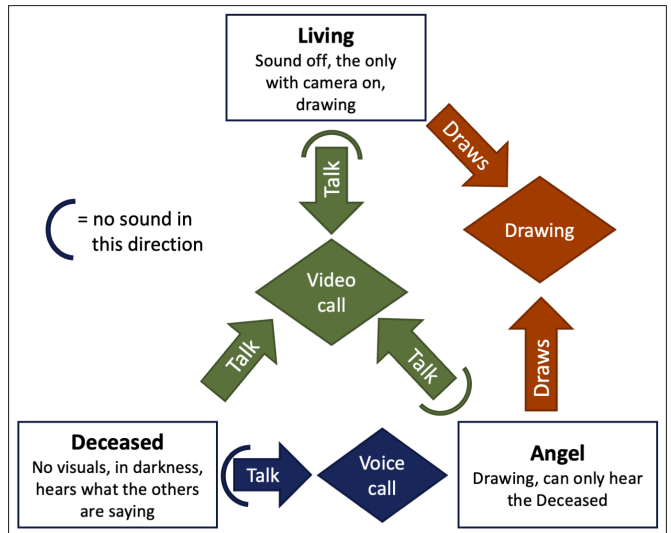 Living
Sound off, the only
with camera on,
drawing
Draws
Talk
= no sound in
this direction
Drawing
Video
call
Talk
Talk
Draws
Deceased
No visuals, in darkness,
hears what the others
are saying
Talk
Voice
call
Angel
Drawing, can only hear
the Deceased